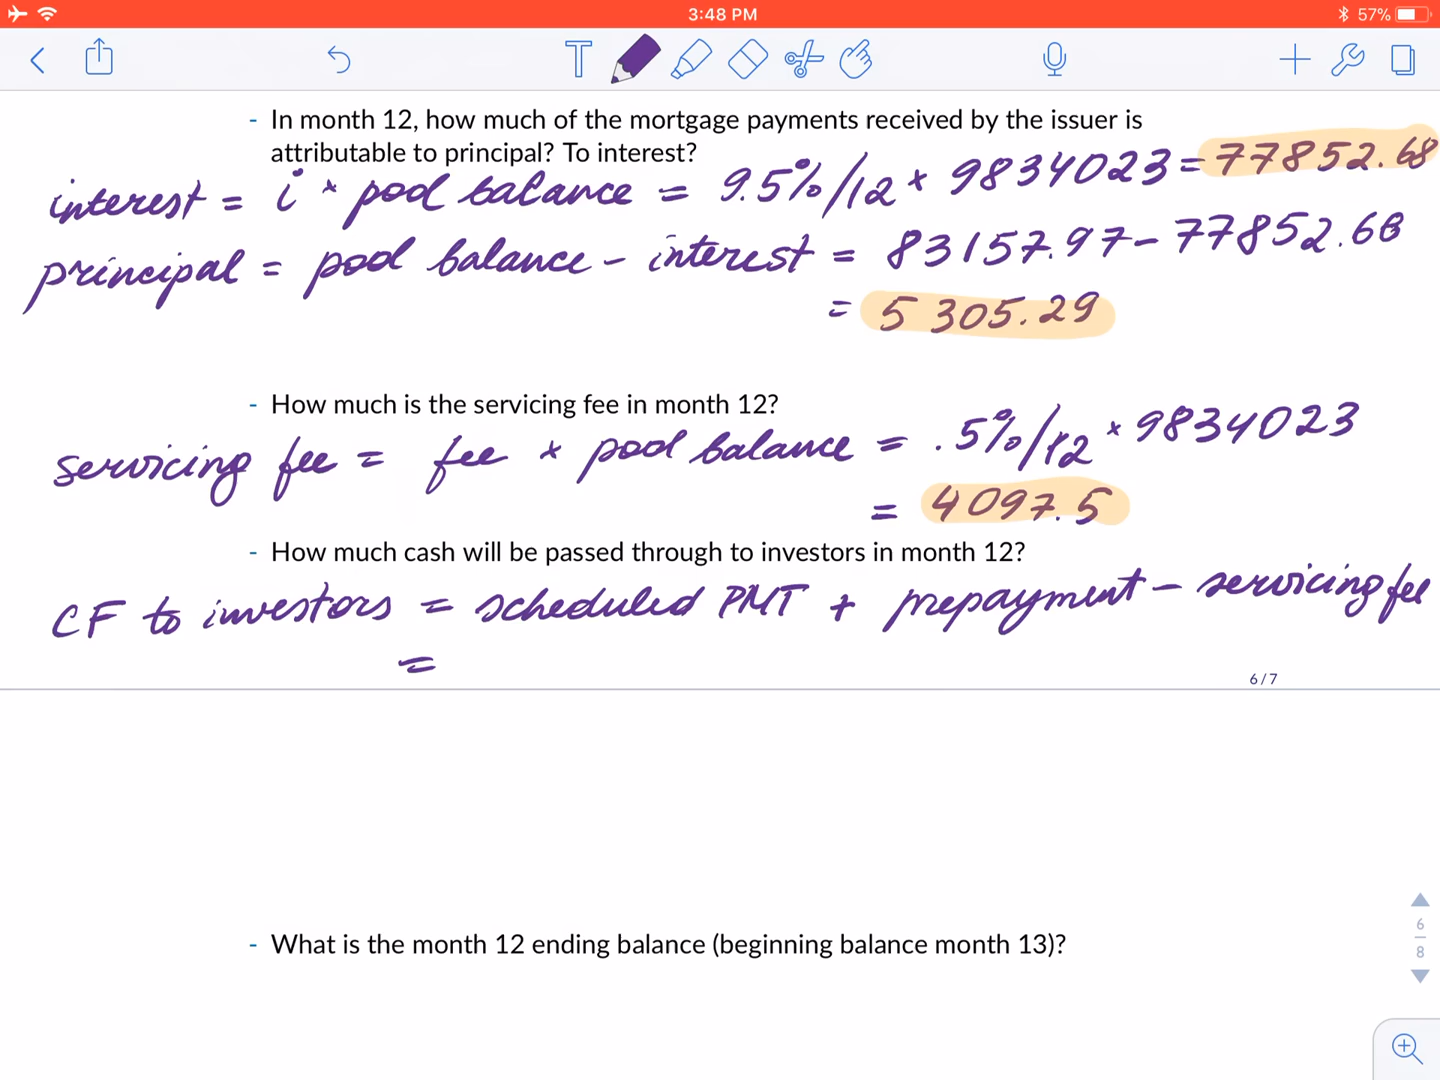 3:48 PM
57%
T
- In month 12, how much of the mortgage payments received by the issuer is
attributable to principal? To interest?
interest = i * pool balance = 9.5%/12 * 9834023 = 77852.68
principal = pool balance - interest = 83157.97 - 77852.68
= 5 305.29
- How much is the servicing fee in month 12?
servicing fee = fee * pool balance = .5%/12 * 9834023
= 4097.5
- How much cash will be passed through to investors in month 12?
CF to investors = scheduled PMT + prepayment - servicing fee
=
6 / 7
- What is the month 12 ending balance (beginning balance month 13)?
6
8